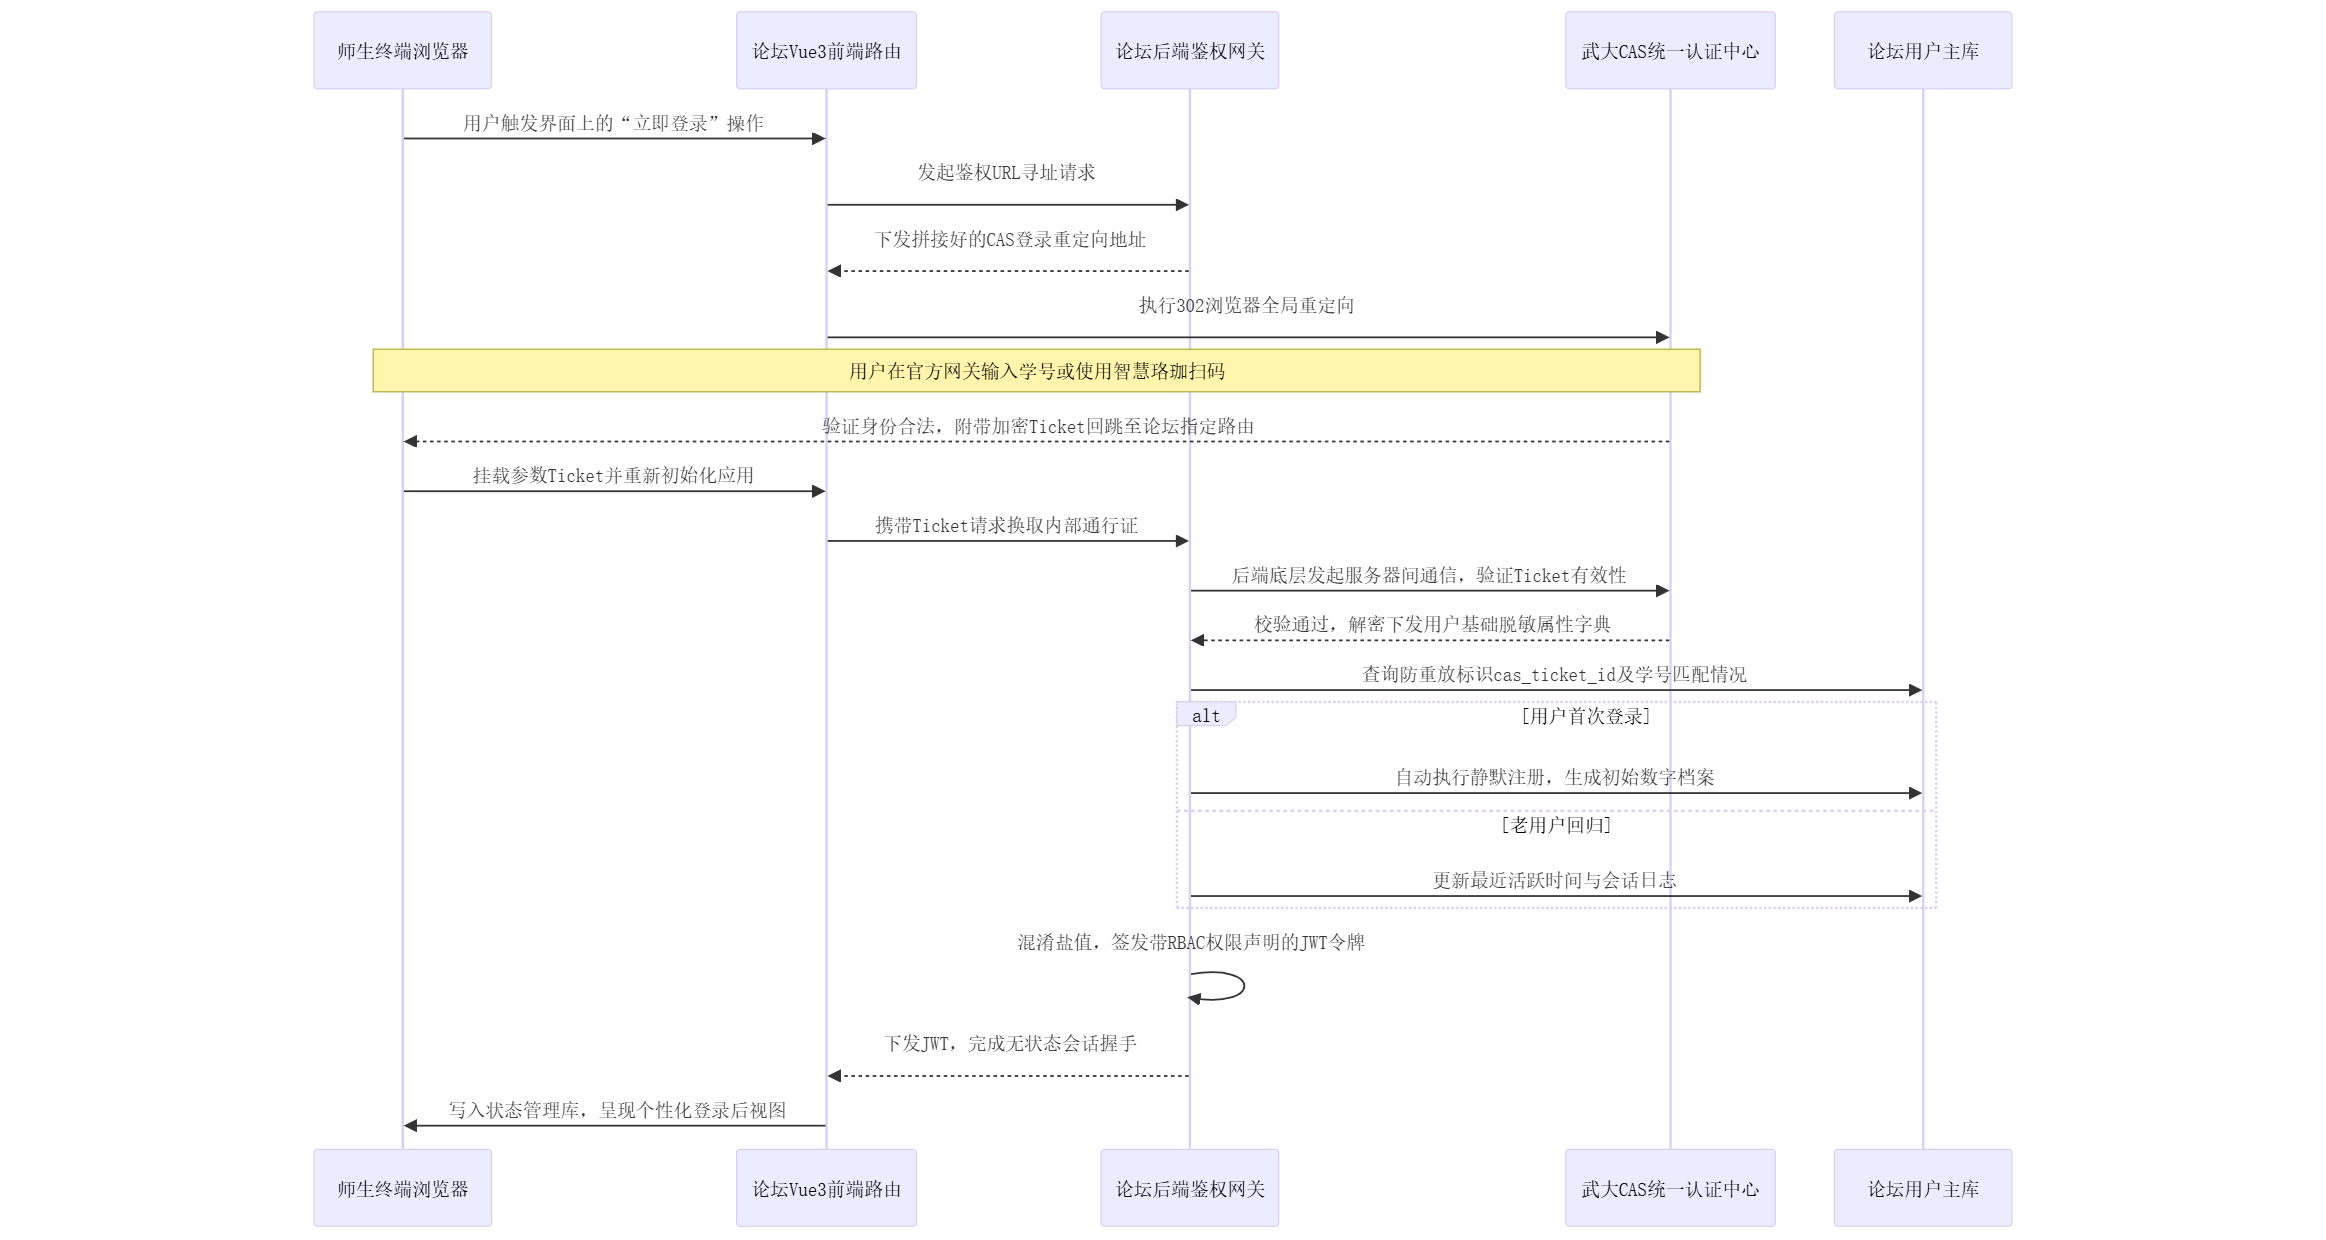 师生终端浏览器
论坛Vue3前端路由
论坛后端鉴权网关
武大CAS统一认证中心
论坛用户主库
用户触发界面上的“立即登录”操作
发起鉴权URL寻址请求
下发拼接好的CAS登录重定向地址
执行302浏览器全局重定向
用户在官方网关输入学号或使用智慧珞珈扫码
验证身份合法，附带加密Ticket回跳至论坛指定路由
挂载参数Ticket并重新初始化应用
携带Ticket请求换取内部通行证
后端底层发起服务器间通信，验证Ticket有效性
校验通过，解密下发用户基础脱敏属性字典
查询防重放标识cas_ticket_id及学号匹配情况
alt
[用户首次登录]
自动执行静默注册，生成初始数字档案
[老用户回归]
更新最近活跃时间与会话日志
混淆盐值，签发带RBAC权限声明的JWT令牌
下发JWT，完成无状态会话握手
写入状态管理库，呈现个性化登录后视图
师生终端浏览器
论坛Vue3前端路由
论坛后端鉴权网关
武大CAS统一认证中心
论坛用户主库